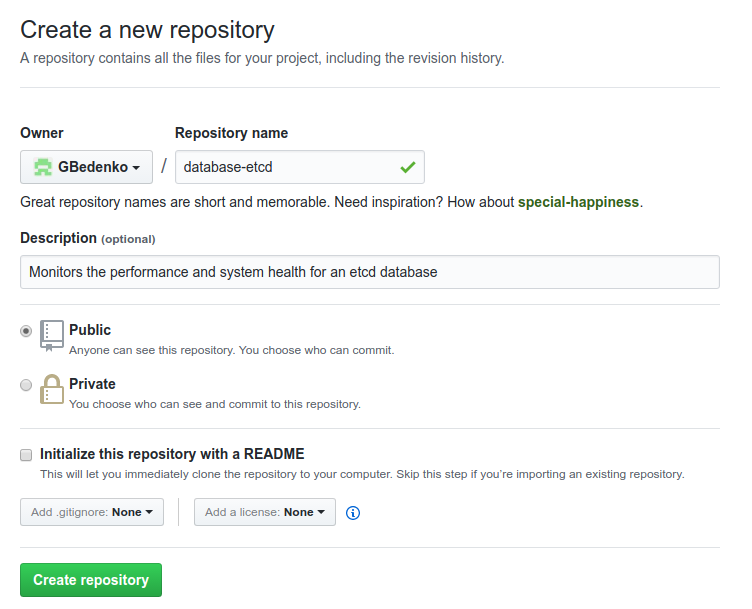 Create a new repository
A repository contains all the files for your project, including the revision history.
Owner
Repository name
GBedenko
/
database-etcd
Great repository names are short and memorable. Need inspiration? How about special-happiness.
Description (optional)
Monitors the performance and system health for an etcd database
Public
Anyone can see this repository. You choose who can commit.
Private
You choose who can see and commit to this repository.
Initialize this repository with a README
This will let you immediately clone the repository to your computer. Skip this step if you’re importing an existing repository.
Add .gitignore: None
Add a license: None
Create repository